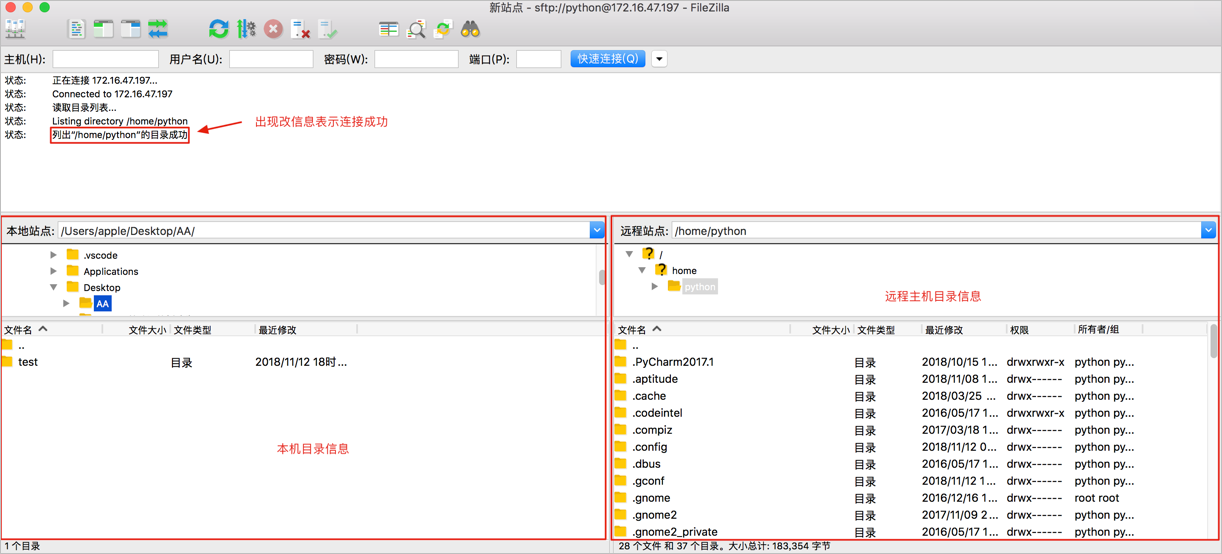 新站点 - sftp://python@172.16.47.197 - FileZilla
主机(H): 用户名(U): 密码(W): 端口(P): 快速连接(Q)
状态: 正在连接 172.16.47.197...
状态: Connected to 172.16.47.197
状态: 读取目录列表...
状态: Listing directory /home/python
状态: 列出"/home/python"的目录成功
出现改信息表示连接成功
本地站点: /Users/apple/Desktop/AA/
.vscode
Applications
Desktop
AA
文件名 文件大小 文件类型 最近修改
..
test 目录 2018/11/12 18时...
本机目录信息
1 个目录
远程站点: /home/python
/
home
python
远程主机目录信息
文件名 文件大小 文件类型 最近修改 权限 所有者/组
..
.PyCharm2017.1 目录 2018/10/15 1... drwxrwxr-x python py...
.aptitude 目录 2018/11/08 1... drwx------ python py...
.cache 目录 2018/03/25 ... drwx------ python py...
.codeintel 目录 2016/05/17 1... drwxrwxr-x python py...
.compiz 目录 2017/03/18 1... drwx------ python py...
.config 目录 2018/11/12 0... drwx------ python py...
.dbus 目录 2016/05/17 1... drwx------ python py...
.gconf 目录 2018/11/12 1... drwx------ python py...
.gnome 目录 2016/12/16 1... drwx------ root root
.gnome2 目录 2017/11/09 2... drwx------ python py...
.gnome2_private 目录 2016/05/17 1... drwx------ python py...
28 个文件 和 37 个目录。大小总计: 183,354 字节